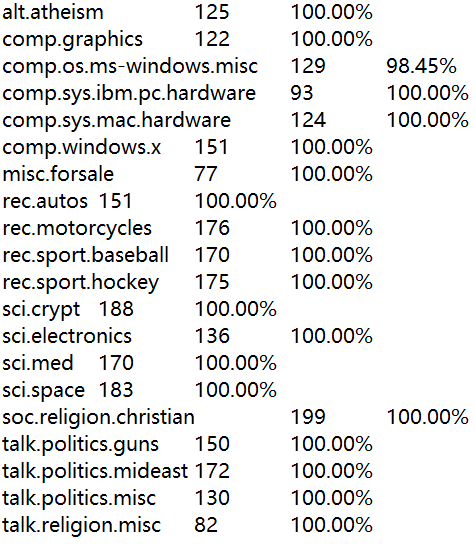 alt.atheism 125 100.00%
comp.graphics 122 100.00%
comp.os.ms-windows.misc 129 98.45%
comp.sys.ibm.pc.hardware 93 100.00%
comp.sys.mac.hardware 124 100.00%
comp.windows.x 151 100.00%
misc.forsale 77 100.00%
rec.autos 151 100.00%
rec.motorcycles 176 100.00%
rec.sport.baseball 170 100.00%
rec.sport.hockey 175 100.00%
sci.crypt 188 100.00%
sci.electronics 136 100.00%
sci.med 170 100.00%
sci.space 183 100.00%
soc.religion.christian 199 100.00%
talk.politics.guns 150 100.00%
talk.politics.mideast 172 100.00%
talk.politics.misc 130 100.00%
talk.religion.misc 82 100.00%